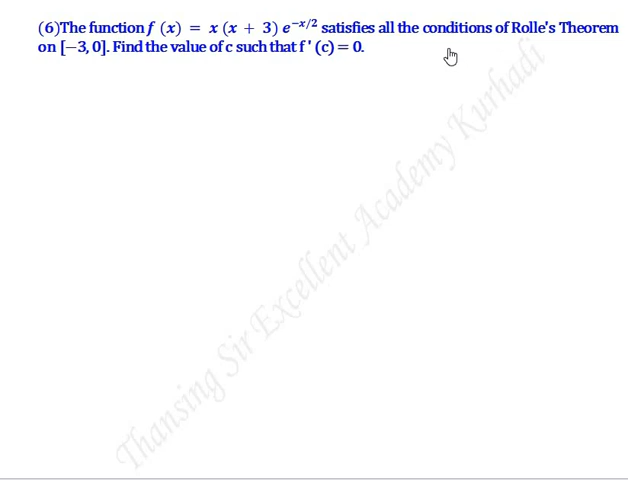 (6)The function f (x) = x (x + 3) e^{−x/2} satisfies all the conditions of Rolle's Theorem
on [−3, 0]. Find the value of c such that f ' (c) = 0.
Thansing Sir Excellent Academy Kurhadi